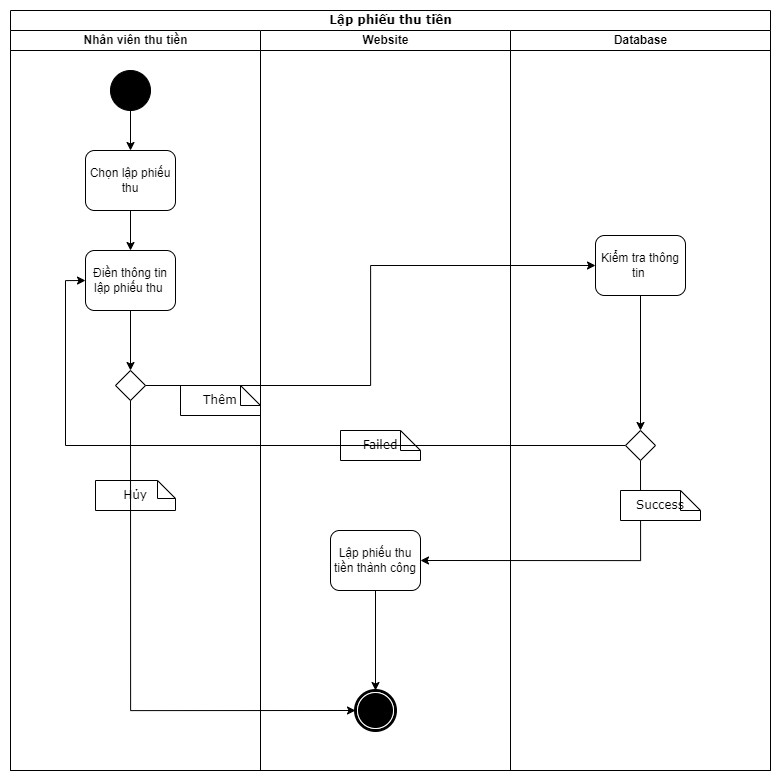 Lập phiếu thu tiền
Nhân viên thu tiền
Website
Database
Chọn lập phiếu
thu
Kiểm tra thông
tin
Điền thông tin
lập phiếu thu
Thêm
Failed
Hủy
Success
Lập phiếu thu
tiền thành công